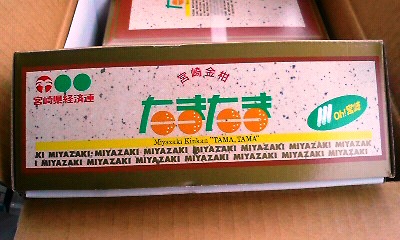 宮崎金柑
宮崎県経済連
たまたま
Oh!宮崎
Miyazaki Kinkan "TAMA, TAMA"
KI MIYAZAKI MIYAZAKI MIYAZAKI MIYAZAKI MIYAZAKI MIYAZAKI MIYAZAK
I MIYAZAKI MIYAZAKI MIYAZAKI MIYAZAKI MIYAZAKI MIYAZAKI MIYAZAKI